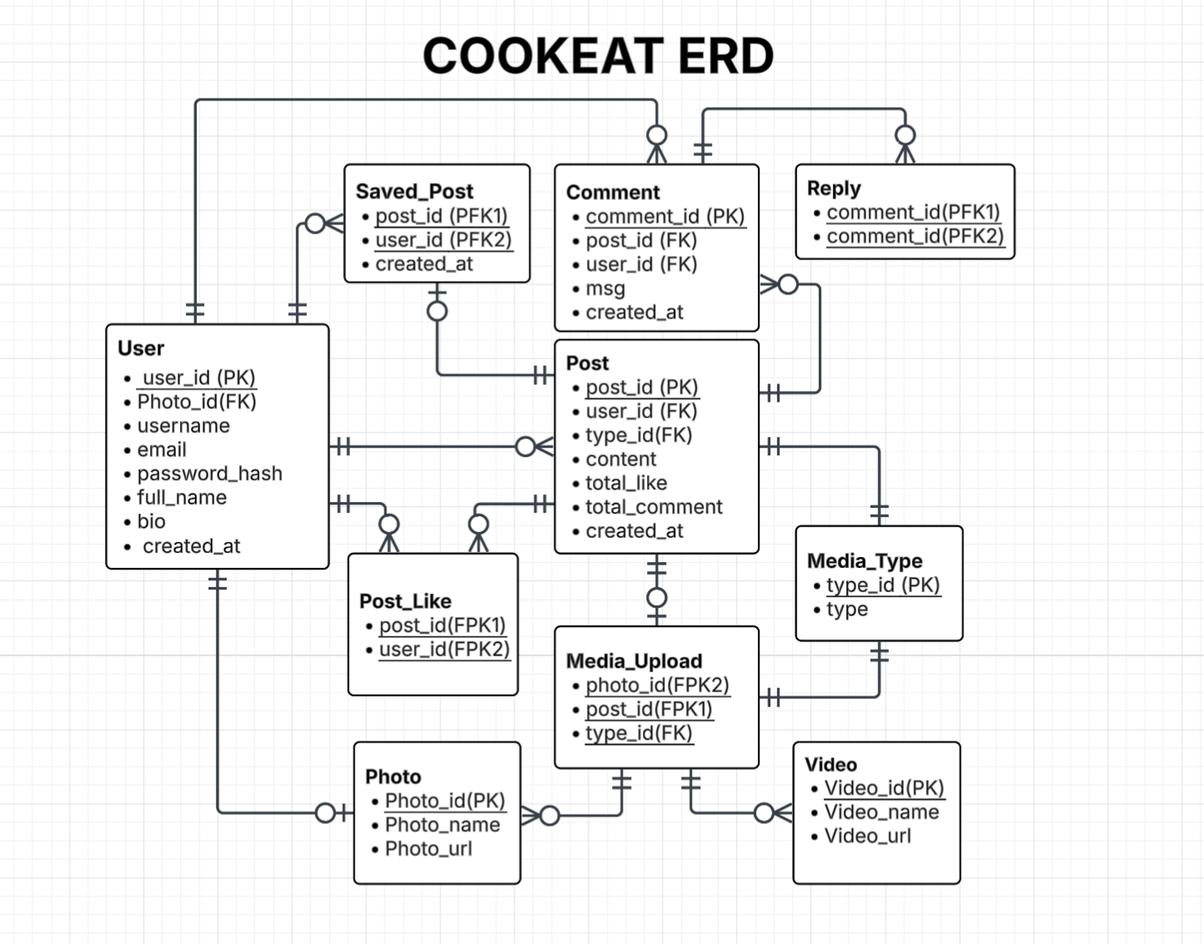 COOKEAT ERD
Saved_Post
• post_id (PFK1)
• user_id (PFK2)
• created_at
Comment
• comment_id (PK)
• post_id (FK)
• user_id (FK)
• msg
• created_at
Reply
• comment_id(PFK1)
• comment_id(PFK2)
User
• user_id (PK)
• Photo_id(FK)
• username
• email
• password_hash
• full_name
• bio
• created_at
Post
• post_id (PK)
• user_id (FK)
• type_id(FK)
• content
• total_like
• total_comment
• created_at
Post_Like
• post_id(FPK1)
• user_id(FPK2)
Media_Type
• type_id (PK)
• type
Media_Upload
• photo_id(FPK2)
• post_id(FPK1)
• type_id(FK)
Photo
• Photo_id(PK)
• Photo_name
• Photo_url
Video
• Video_id(PK)
• Video_name
• Video_url